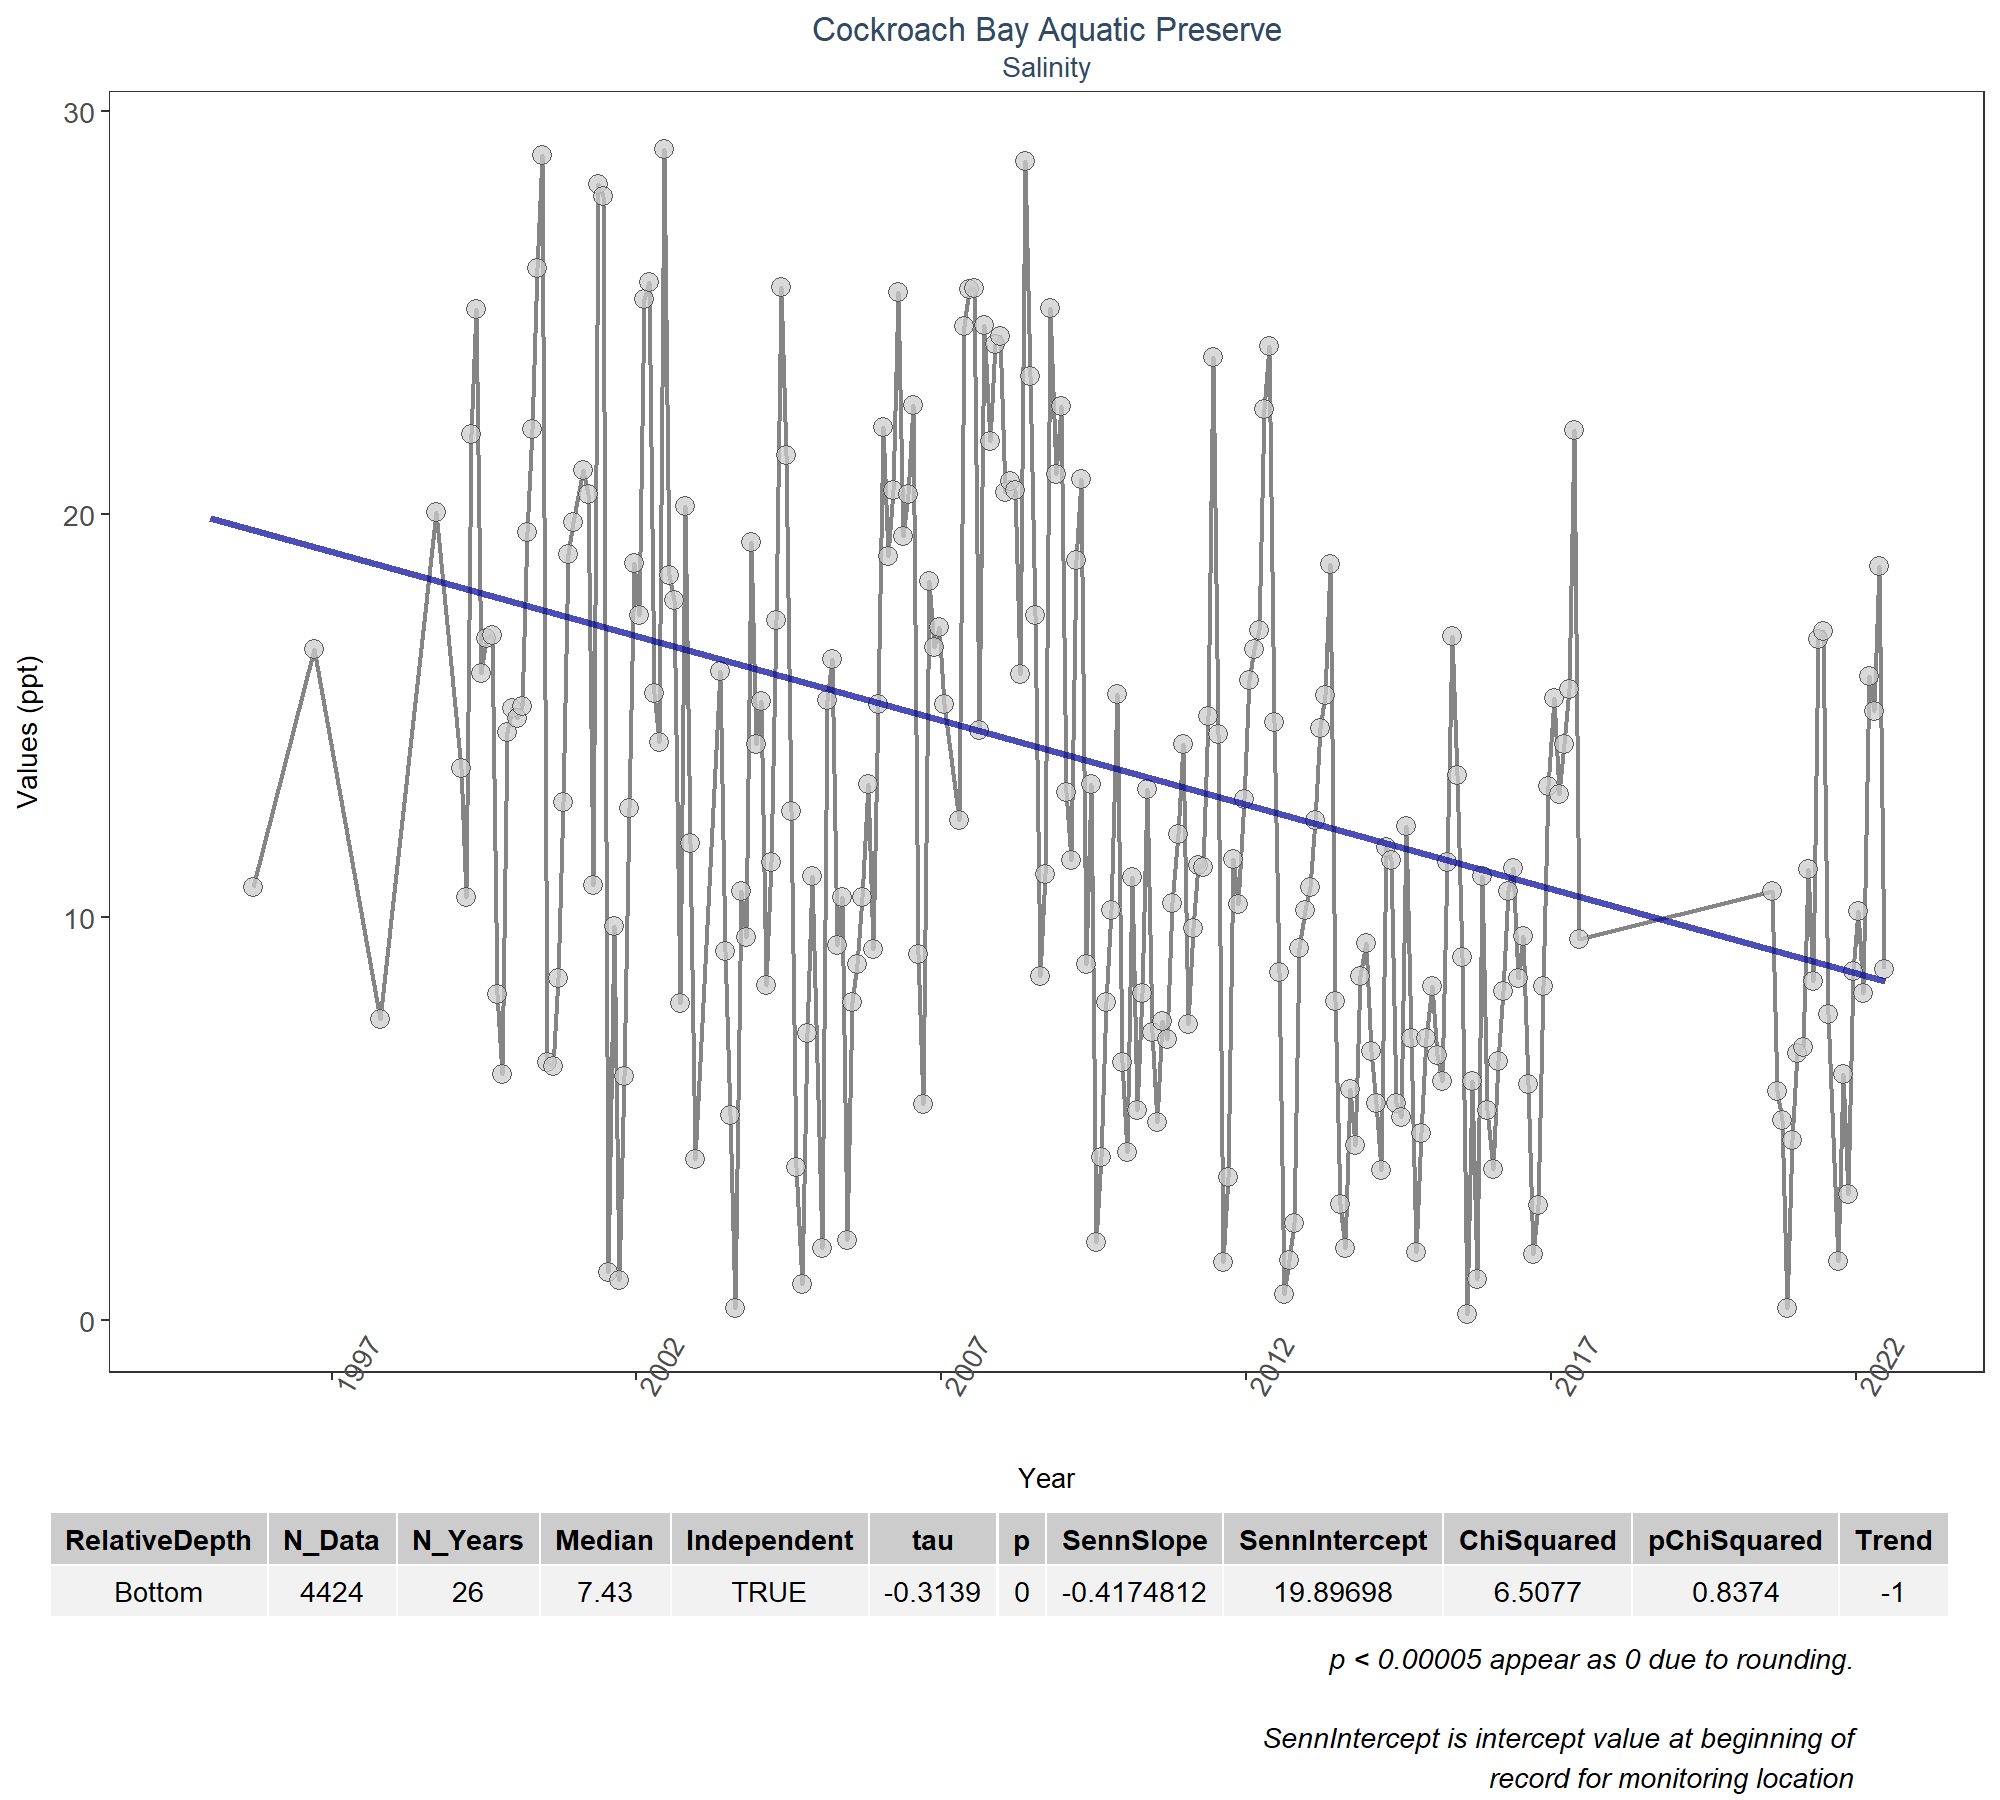 Cockroach Bay Aquatic Preserve
Salinity
30
20
10
0
Values (ppt)
1997 2002 2007 2012 2017 2022
Year
RelativeDepth N_Data N_Years Median Independent tau p SennSlope SennIntercept ChiSquared pChiSquared Trend
Bottom 4424 26 7.43 TRUE -0.3139 0 -0.4174812 19.89698 6.5077 0.8374 -1
p < 0.00005 appear as 0 due to rounding.
SennIntercept is intercept value at beginning of
record for monitoring location